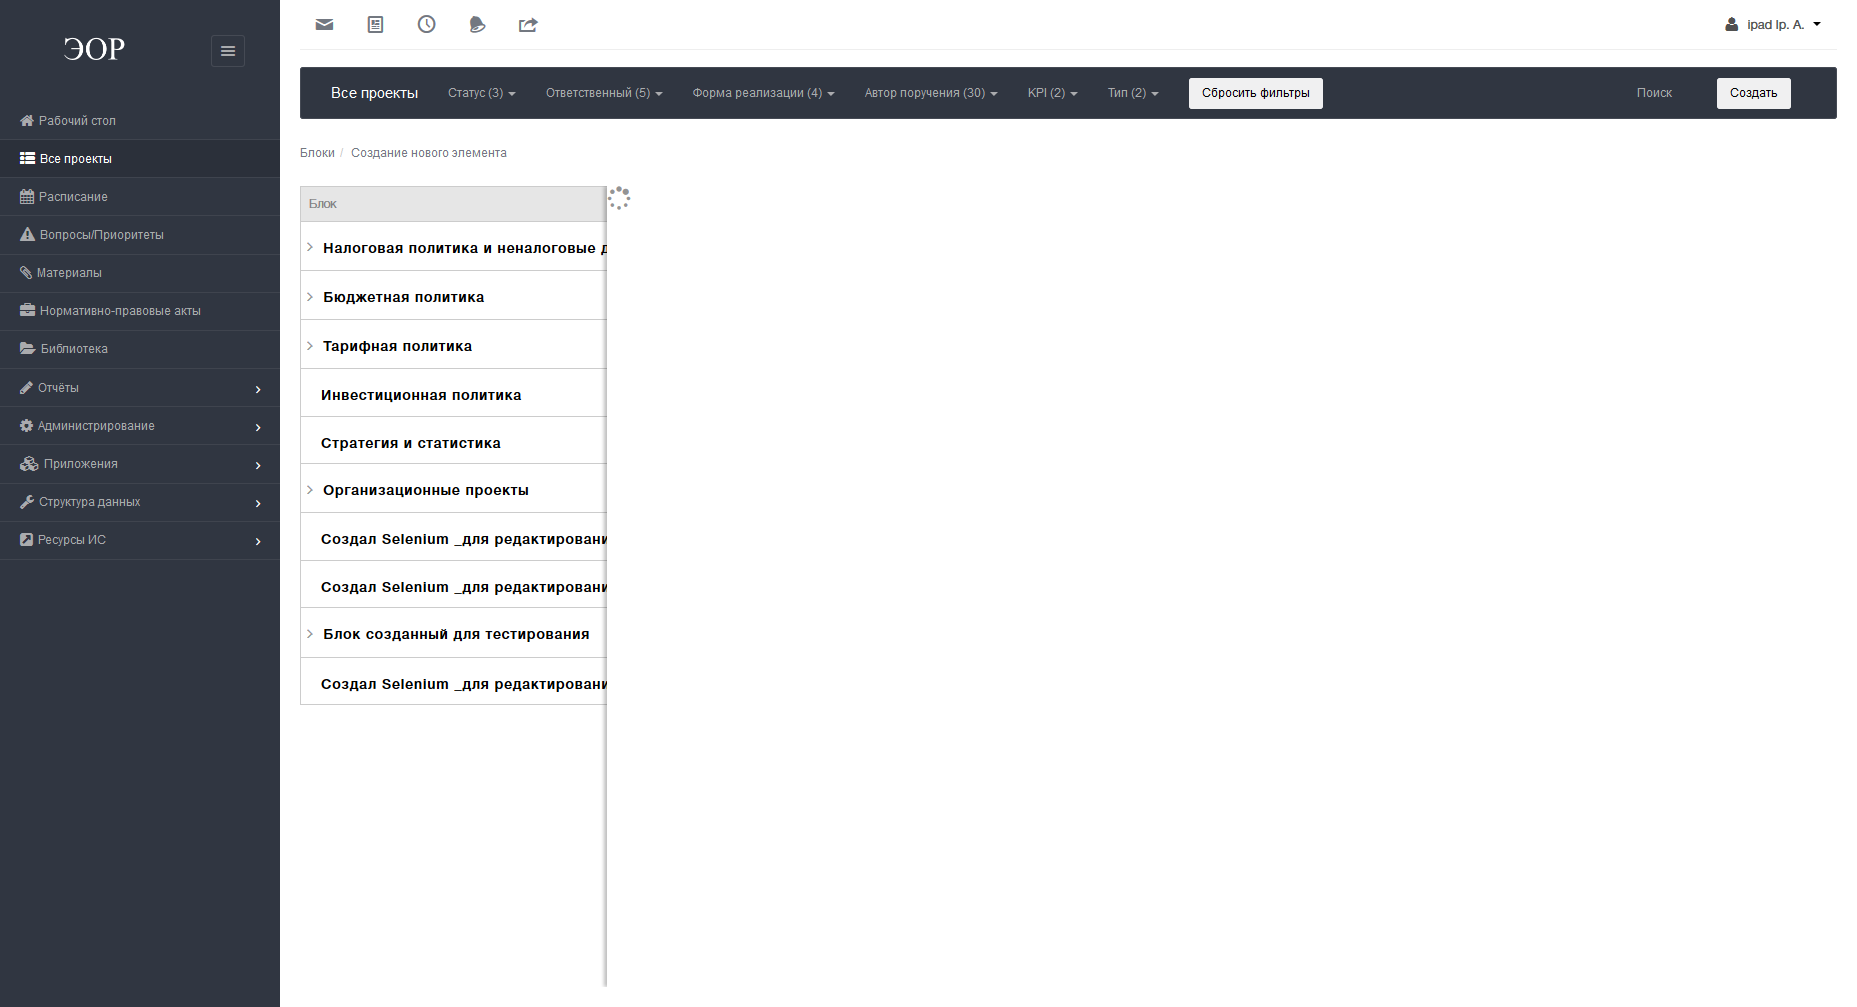 ЭОР
Рабочий стол
Все проекты
Расписание
Вопросы/Приоритеты
Материалы
Нормативно-правовые акты
Библиотека
Отчёты
Администрирование
Приложения
Структура данных
Ресурсы ИС
ipad Ip. A.
Все проекты Статус (3) Ответственный (5) Форма реализации (4) Автор поручения (30) KPI (2) Тип (2) Сбросить фильтры Поиск Создать
Блоки / Создание нового элемента
Блок
Налоговая политика и неналоговые д
Бюджетная политика
Тарифная политика
Инвестиционная политика
Стратегия и статистика
Организационные проекты
Создал Selenium _для редактировани
Создал Selenium _для редактировани
Блок созданный для тестирования
Создал Selenium _для редактировани